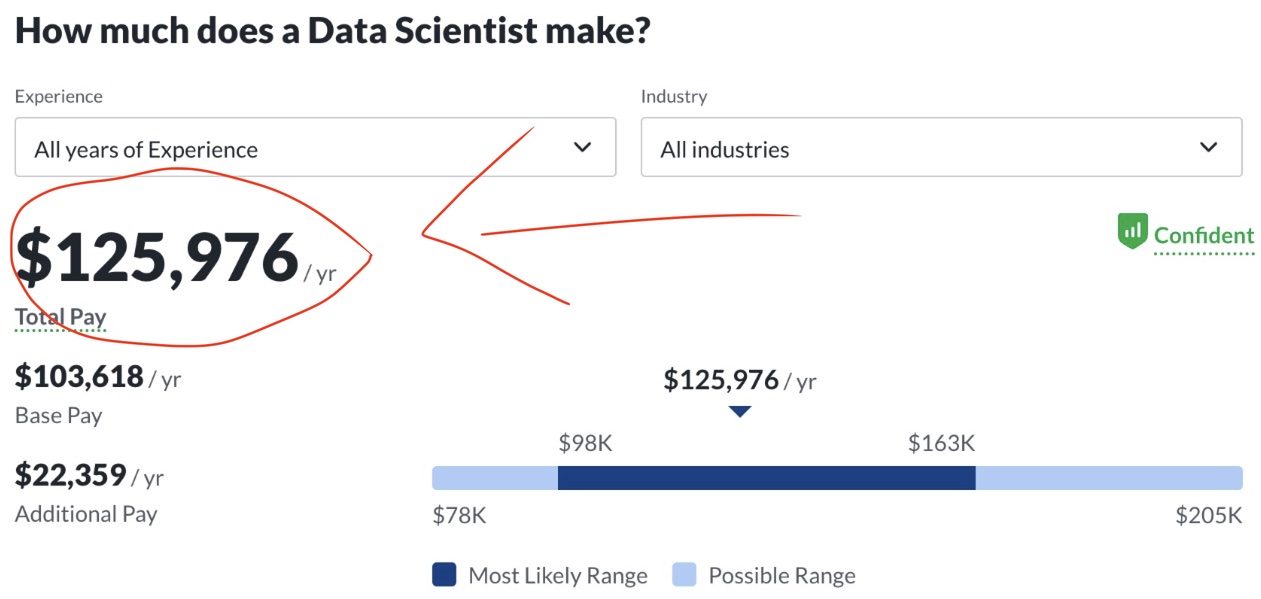 How much does a Data Scientist make?
Experience
Industry
All years of Experience
All industries
$125,976 / yr
Confident
Total Pay
$103,618 / yr
Base Pay
$22,359 / yr
Additional Pay
$125,976 / yr
$98K
$163K
$78K
$205K
Most Likely Range
Possible Range